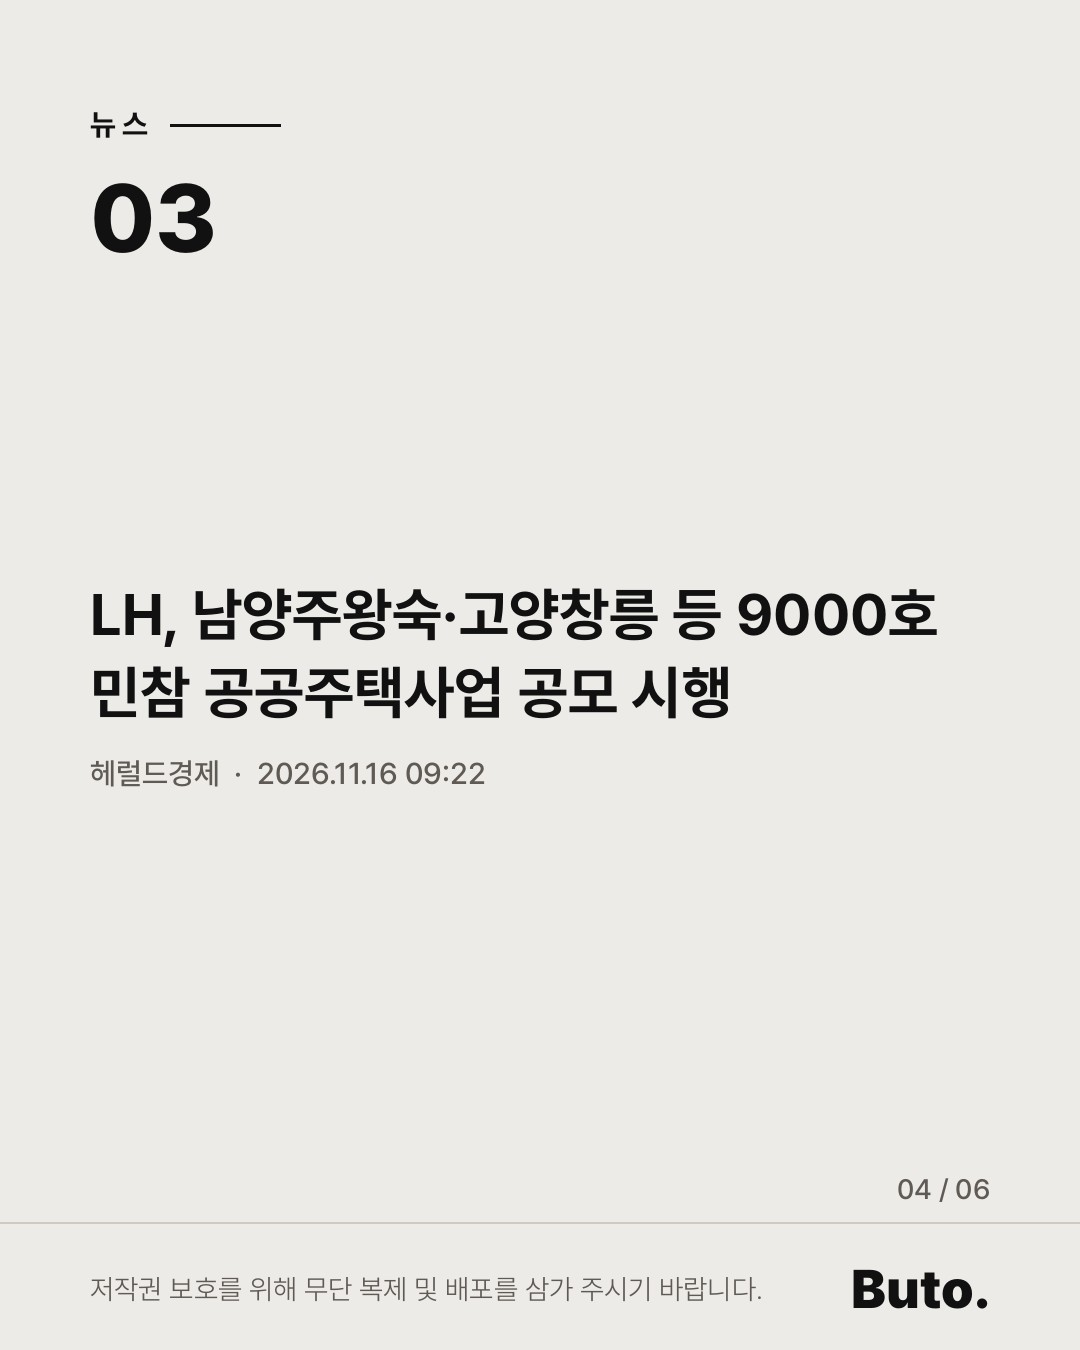 뉴스
03
LH, 남양주왕숙·고양창릉 등 9000호
민참 공공주택사업 공모 시행
헤럴드경제 · 2026.11.16 09:22
04 / 06
저작권 보호를 위해 무단 복제 및 배포를 삼가 주시기 바랍니다.
Buto.